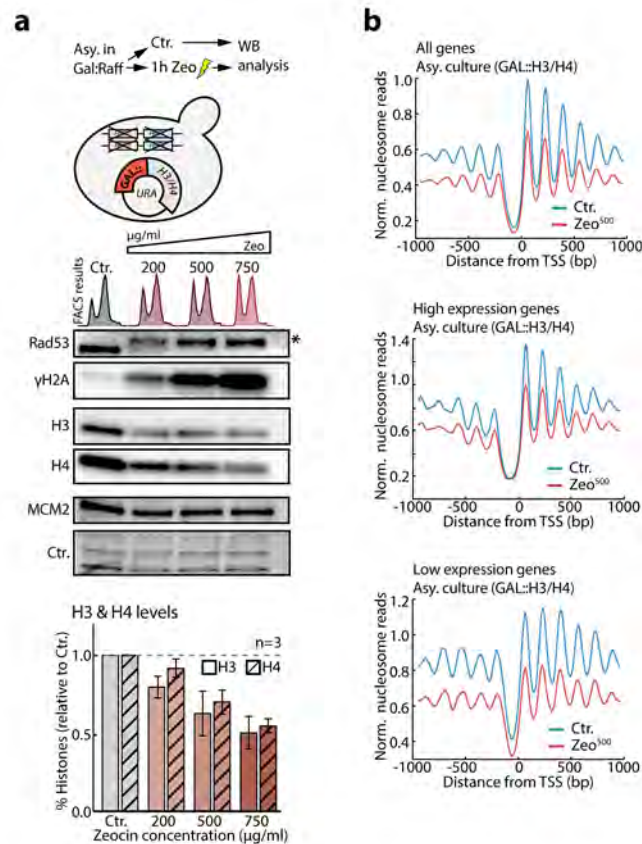 a
Asy. in
Gal:Raff
Ctr.
1h Zeo
WB
analysis
GAL::
H3/H4
URA
µg/ml
Zeo
Ctr. 200 500 750
FACS results
Rad53
*
γH2A
H3
H4
MCM2
Ctr.
H3 & H4 levels
n=3
H3 H4
% Histones (relative to Ctr.)
1.0
0.5
0.0
Ctr. 200 500 750
Zeocin concentration (µg/ml)
b
All genes
Asy. culture (GAL::H3/H4)
Norm. nucleosome reads
1.0
0.8
0.6
0.4
0.2
Ctr.
Zeo⁵⁰⁰
-1000 -500 0 500 1000
Distance from TSS (bp)
High expression genes
Asy. culture (GAL::H3/H4)
Norm. nucleosome reads
1.4
1.0
0.6
0.2
Ctr.
Zeo⁵⁰⁰
-1000 -500 0 500 1000
Distance from TSS (bp)
Low expression genes
Asy. culture (GAL::H3/H4)
Norm. nucleosome reads
1.2
1.0
0.8
0.6
0.4
Ctr.
Zeo⁵⁰⁰
-1000 -500 0 500 1000
Distance from TSS (bp)